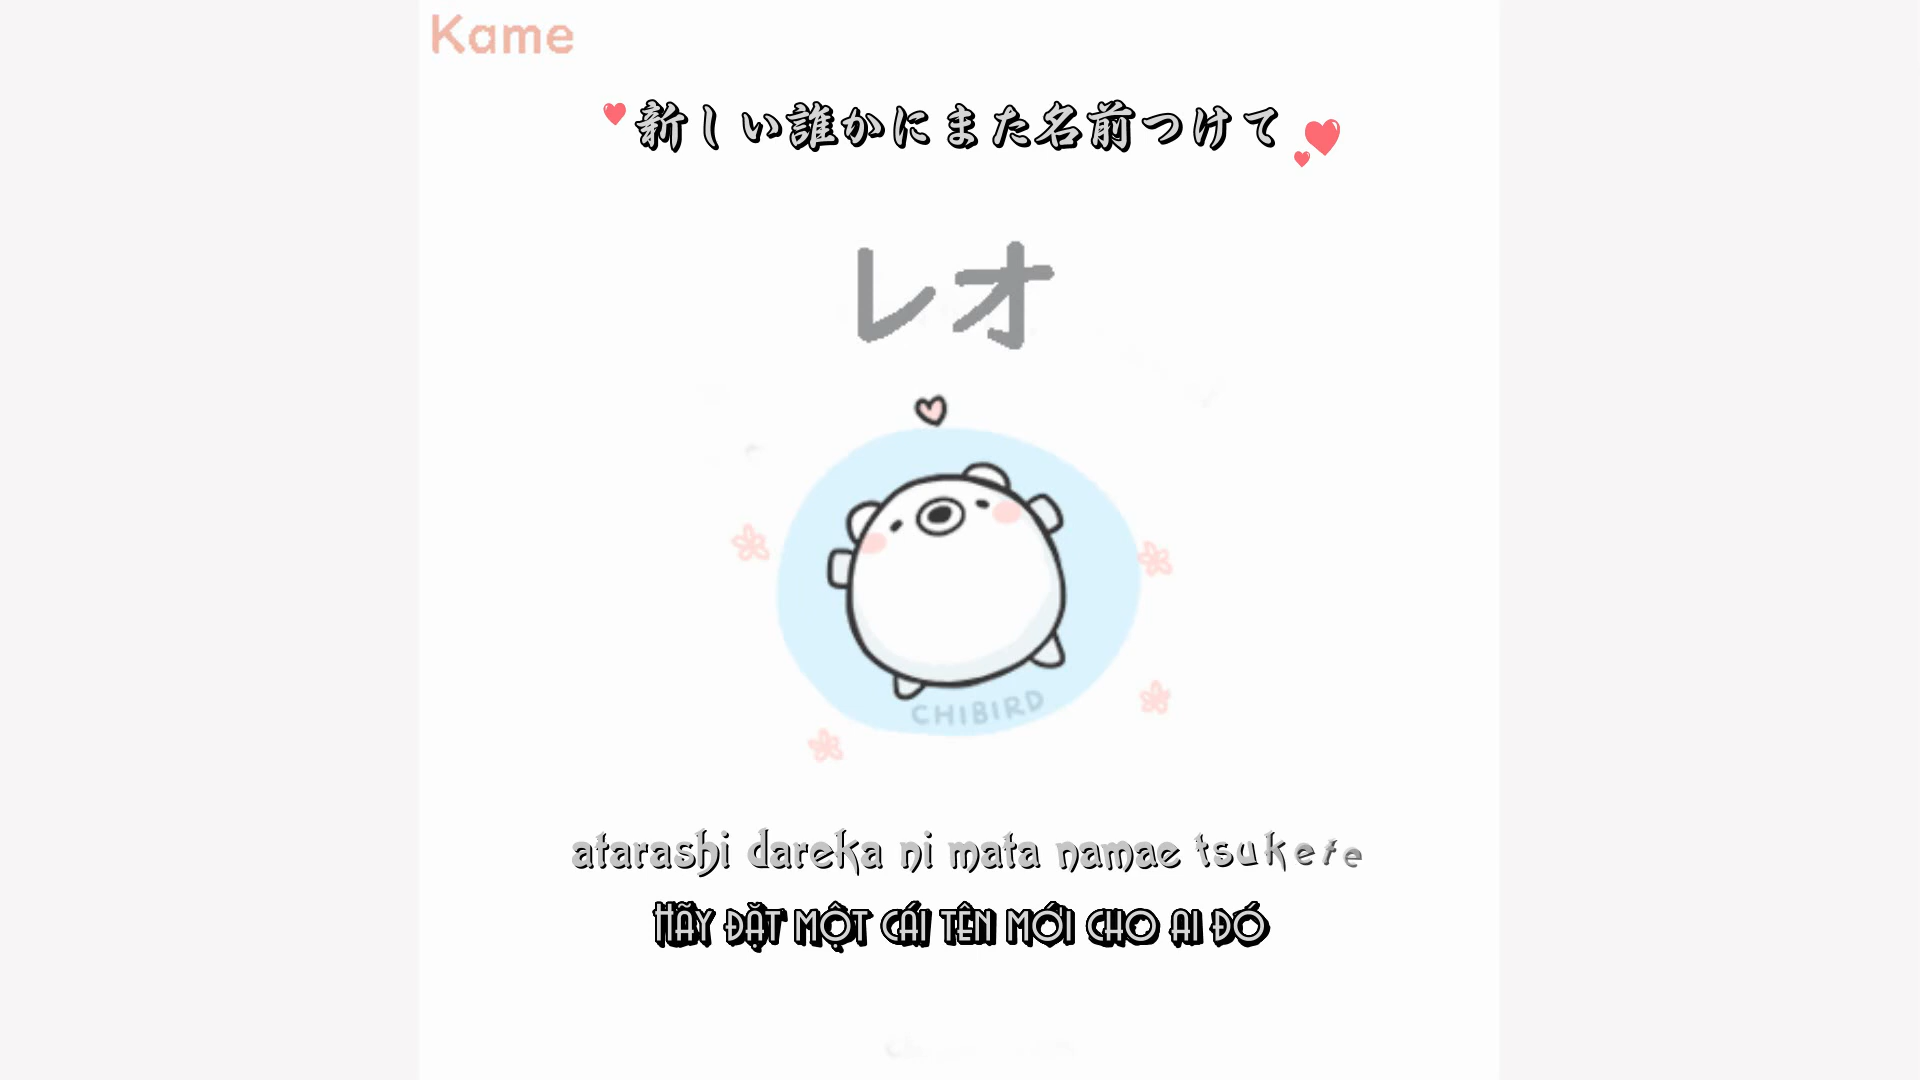 Kame
新しい誰かにまた名前つけて
レオ
CHIBIRD
atarashi dareka ni mata namae tsukete
HÃY ĐẶT MỘT CÁI TÊN MỚI CHO AI ĐÓ